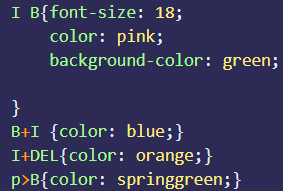 I B{font-size: 18;
color: pink;
background-color: green;
}
B+I {color: blue;}
I+DEL{color: orange;}
p>B{color: springgreen;}